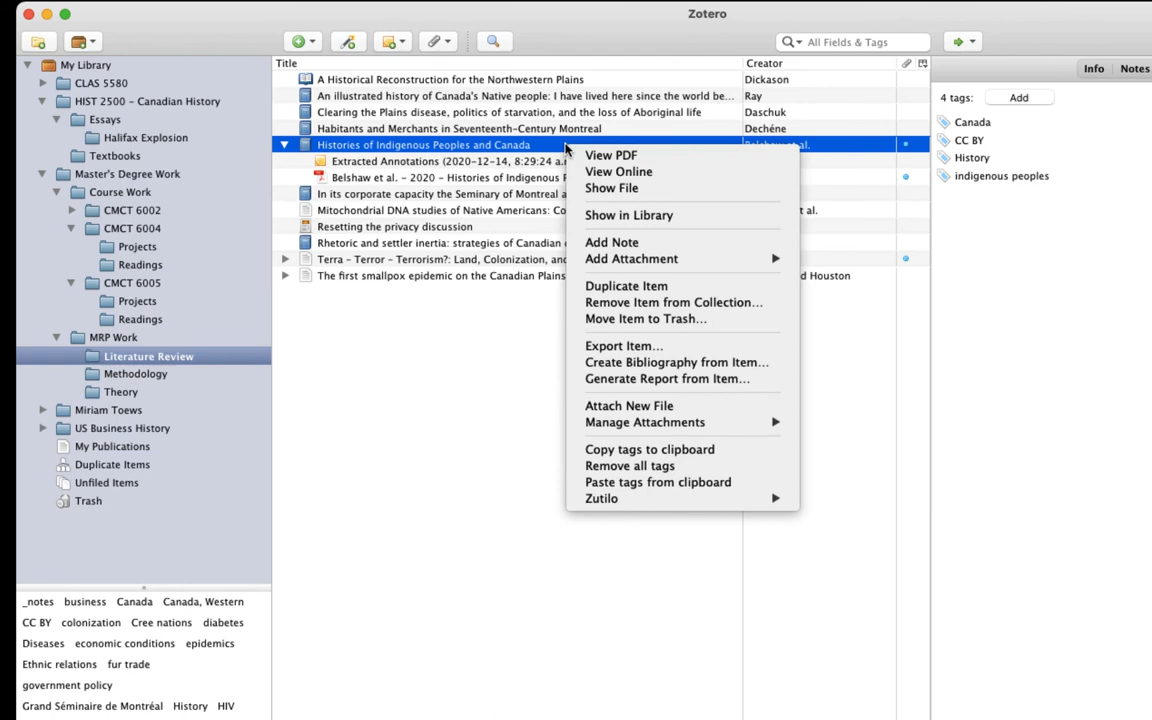 Zotero
All Fields & Tags
My Library
CLAS 5580
HIST 2500 - Canadian History
Essays
Halifax Explosion
Textbooks
Master's Degree Work
Course Work
CMCT 6002
CMCT 6004
Projects
Readings
CMCT 6005
Projects
Readings
MRP Work
Literature Review
Methodology
Theory
Miriam Toews
US Business History
My Publications
Duplicate Items
Unfiled Items
Trash
_notes business Canada Canada, Western
CC BY colonization Cree nations diabetes
Diseases economic conditions epidemics
Ethnic relations fur trade
government policy
Grand Séminaire de Montréal History HIV
Title Creator
A Historical Reconstruction for the Northwestern Plains Dickason
An illustrated history of Canada's Native people: I have lived here since the world be... Ray
Clearing the Plains disease, politics of starvation, and the loss of Aboriginal life Daschuk
Habitants and Merchants in Seventeenth-Century Montreal Dechêne
Histories of Indigenous Peoples and Canada Belshaw et al.
Extracted Annotations (2020-12-14, 8:29:24 a.
Belshaw et al. - 2020 - Histories of Indigenous
In its corporate capacity the Seminary of Montreal a
Mitochondrial DNA studies of Native Americans: Co t al.
Resetting the privacy discussion
Rhetoric and settler inertia: strategies of Canadian
Terra - Terror - Terrorism?: Land, Colonization, an
The first smallpox epidemic on the Canadian Plains d Houston
View PDF
View Online
Show File
Show in Library
Add Note
Add Attachment
Duplicate Item
Remove Item from Collection...
Move Item to Trash...
Export Item...
Create Bibliography from Item...
Generate Report from Item...
Attach New File
Manage Attachments
Copy tags to clipboard
Remove all tags
Paste tags from clipboard
Zutilo
Info Notes
4 tags: Add
Canada
CC BY
History
indigenous peoples